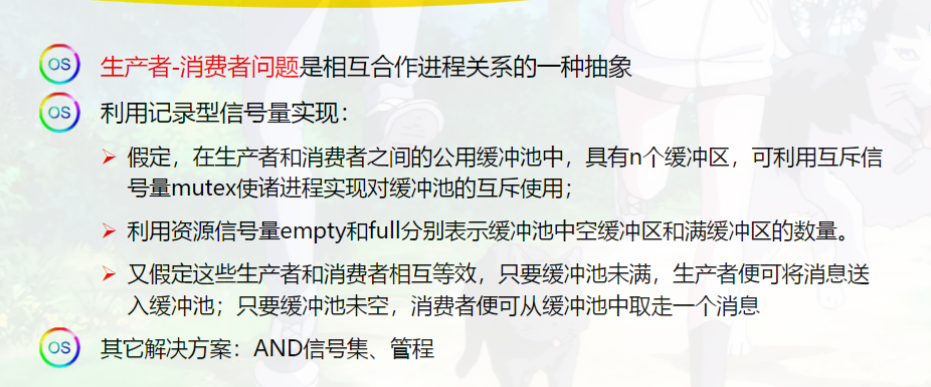 OS 生产者-消费者问题是相互合作进程关系的一种抽象
OS 利用记录型信号量实现：
➢ 假定，在生产者和消费者之间的公用缓冲池中，具有n个缓冲区，可利用互斥信
号量mutex使诸进程实现对缓冲池的互斥使用；
➢ 利用资源信号量empty和full分别表示缓冲池中空缓冲区和满缓冲区的数量。
➢ 又假定这些生产者和消费者相互等效，只要缓冲池未满，生产者便可将消息送
入缓冲池；只要缓冲池未空，消费者便可从缓冲池中取走一个消息
OS 其它解决方案：AND信号集、管程